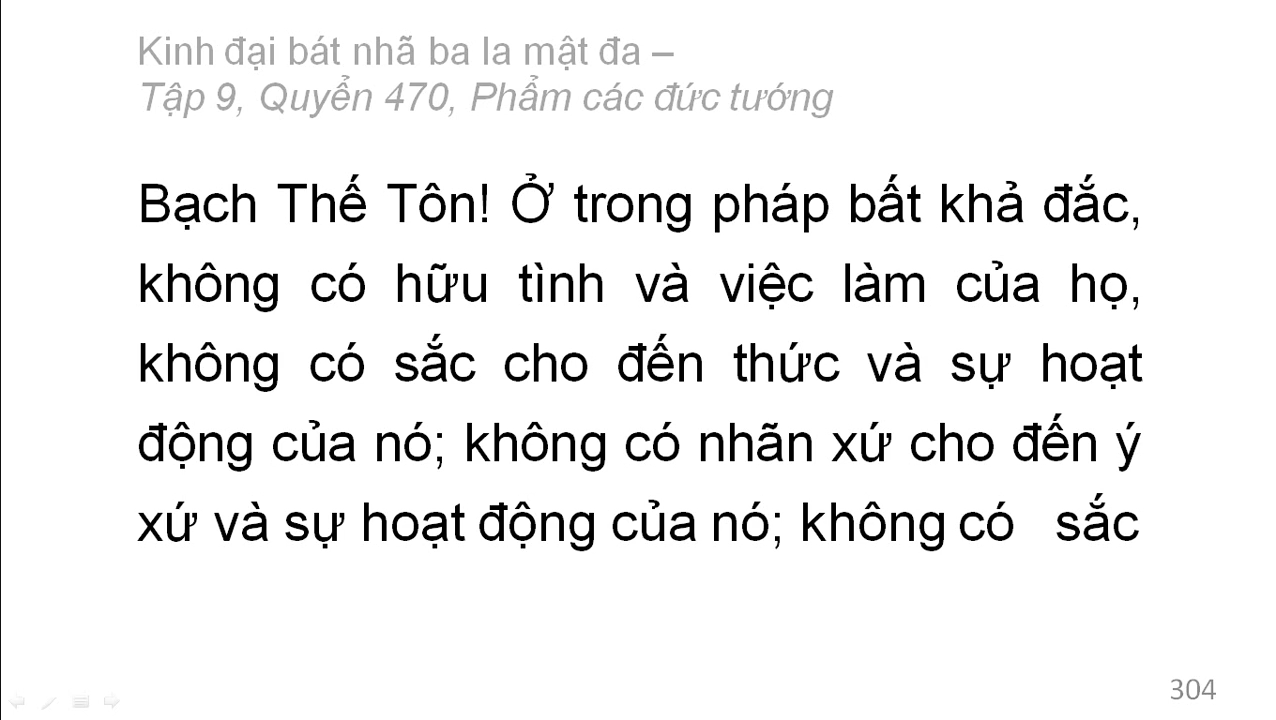 Kinh đại bát nhã ba la mật đa –
Tập 9, Quyển 470, Phẩm các đức tướng
Bạch Thế Tôn! Ở trong pháp bất khả đắc,
không có hữu tình và việc làm của họ,
không có sắc cho đến thức và sự hoạt
động của nó; không có nhãn xứ cho đến ý
xứ và sự hoạt động của nó; không có sắc
304